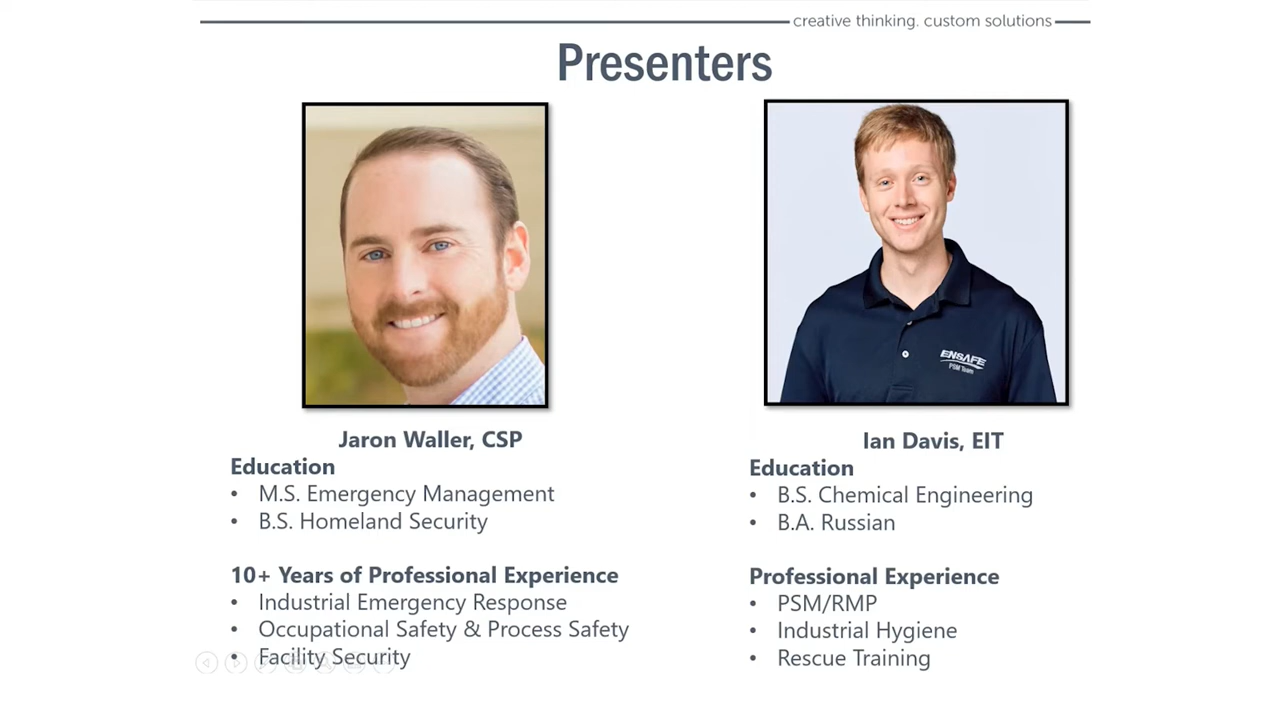 creative thinking. custom solutions
Presenters
ENSAFE
PSM Team
Jaron Waller, CSP
Education
• M.S. Emergency Management
• B.S. Homeland Security
10+ Years of Professional Experience
• Industrial Emergency Response
• Occupational Safety & Process Safety
• Facility Security
Ian Davis, EIT
Education
• B.S. Chemical Engineering
• B.A. Russian
Professional Experience
• PSM/RMP
• Industrial Hygiene
• Rescue Training